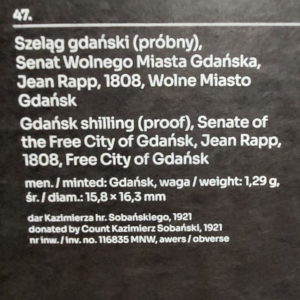 47.
Szeląg gdański (próbny),
Senat Wolnego Miasta Gdańska,
Jean Rapp, 1808, Wolne Miasto
Gdańsk
Gdańsk shilling (proof), Senate of
the Free City of Gdańsk, Jean Rapp,
1808, Free City of Gdańsk
men. / minted: Gdańsk, waga / weight: 1,29 g,
śr. / diam.: 15,8 × 16,3 mm
dar Kazimierza hr. Sobańskiego, 1921
donated by Count Kazimierz Sobański, 1921
nr inw. / inv. no. 116835 MNW, awers / obverse